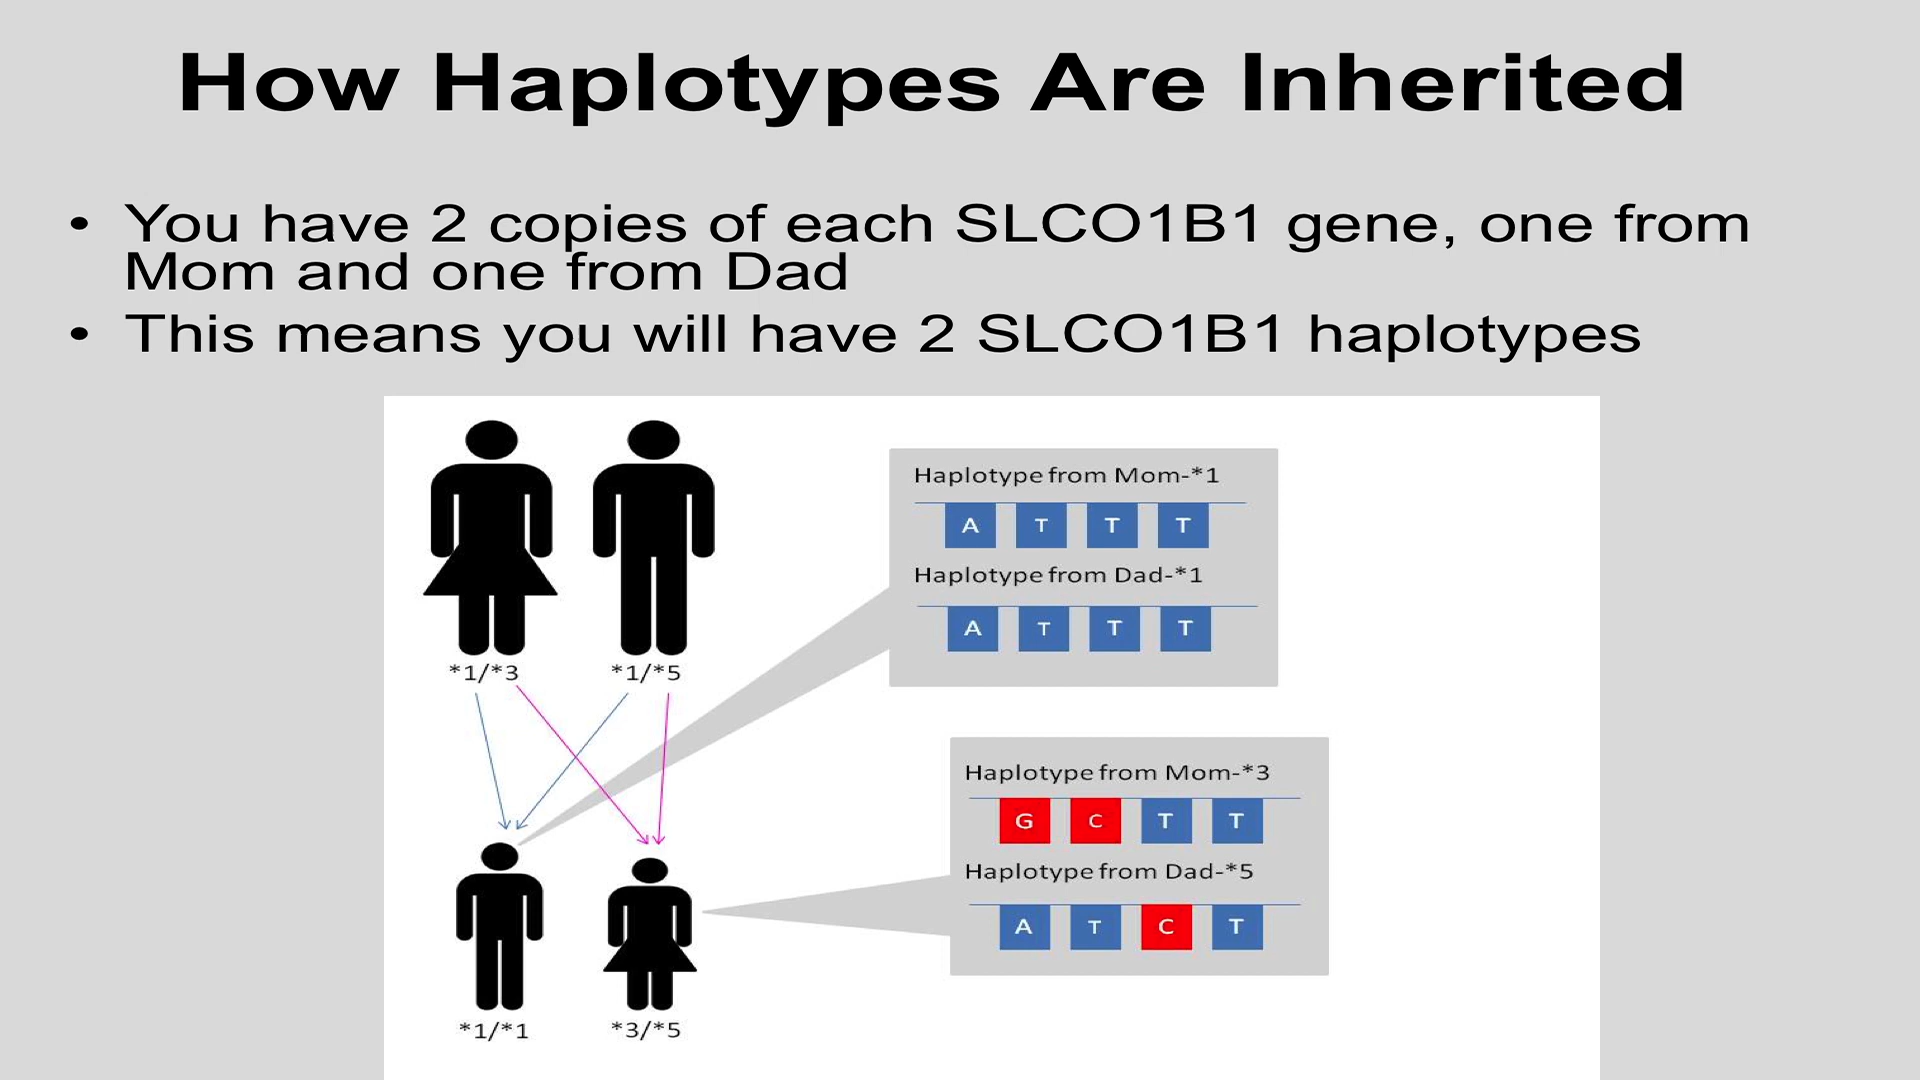 How Haplotypes Are Inherited
• You have 2 copies of each SLCO1B1 gene, one from
Mom and one from Dad
• This means you will have 2 SLCO1B1 haplotypes
Haplotype from Mom-*1
A T T T
Haplotype from Dad-*1
A T T T
*1/*3 *1/*5
Haplotype from Mom-*3
G C T T
Haplotype from Dad-*5
A T C T
*1/*1 *3/*5